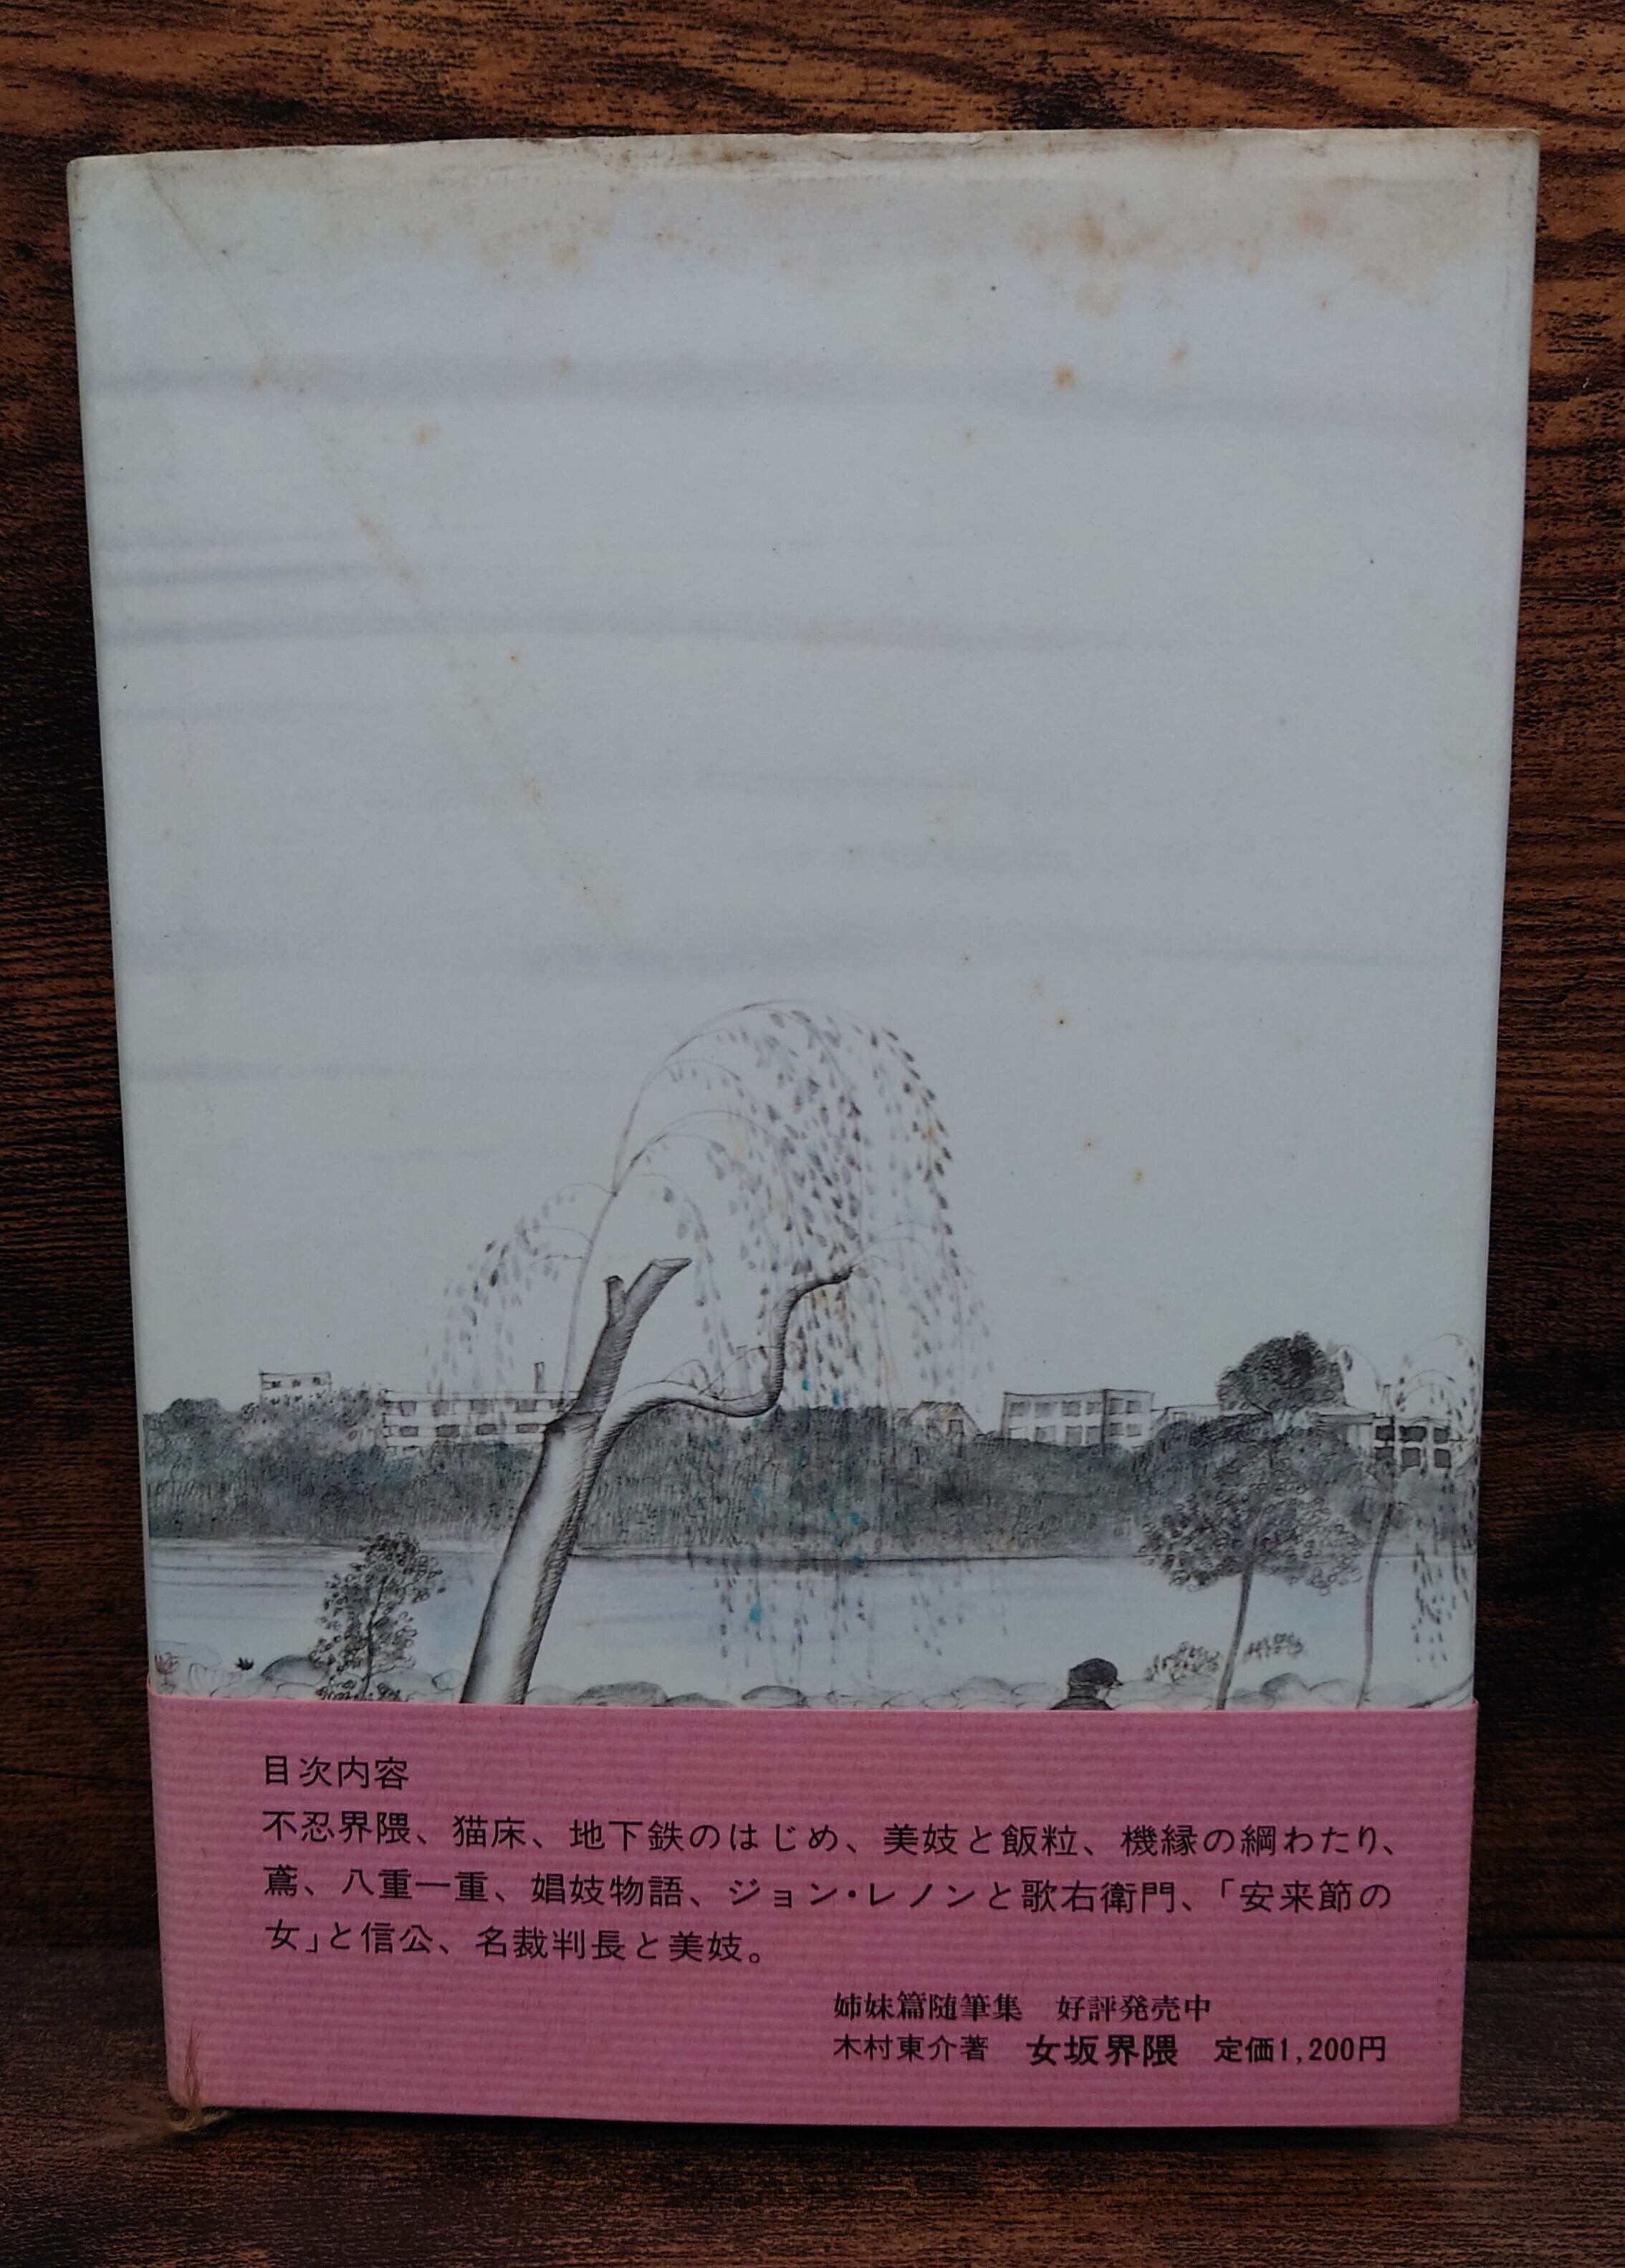 目次内容
不忍界隈、猫床、地下鉄のはじめ、美妓と飯粒、機縁の綱わたり、
鳶、八重一重、娼妓物語、ジョン・レノンと歌右衛門、「安来節の
女」と信公、名裁判長と美妓。
姉妹篇随筆集　好評発売中
木村東介著　女坂界隈　定価1,200円